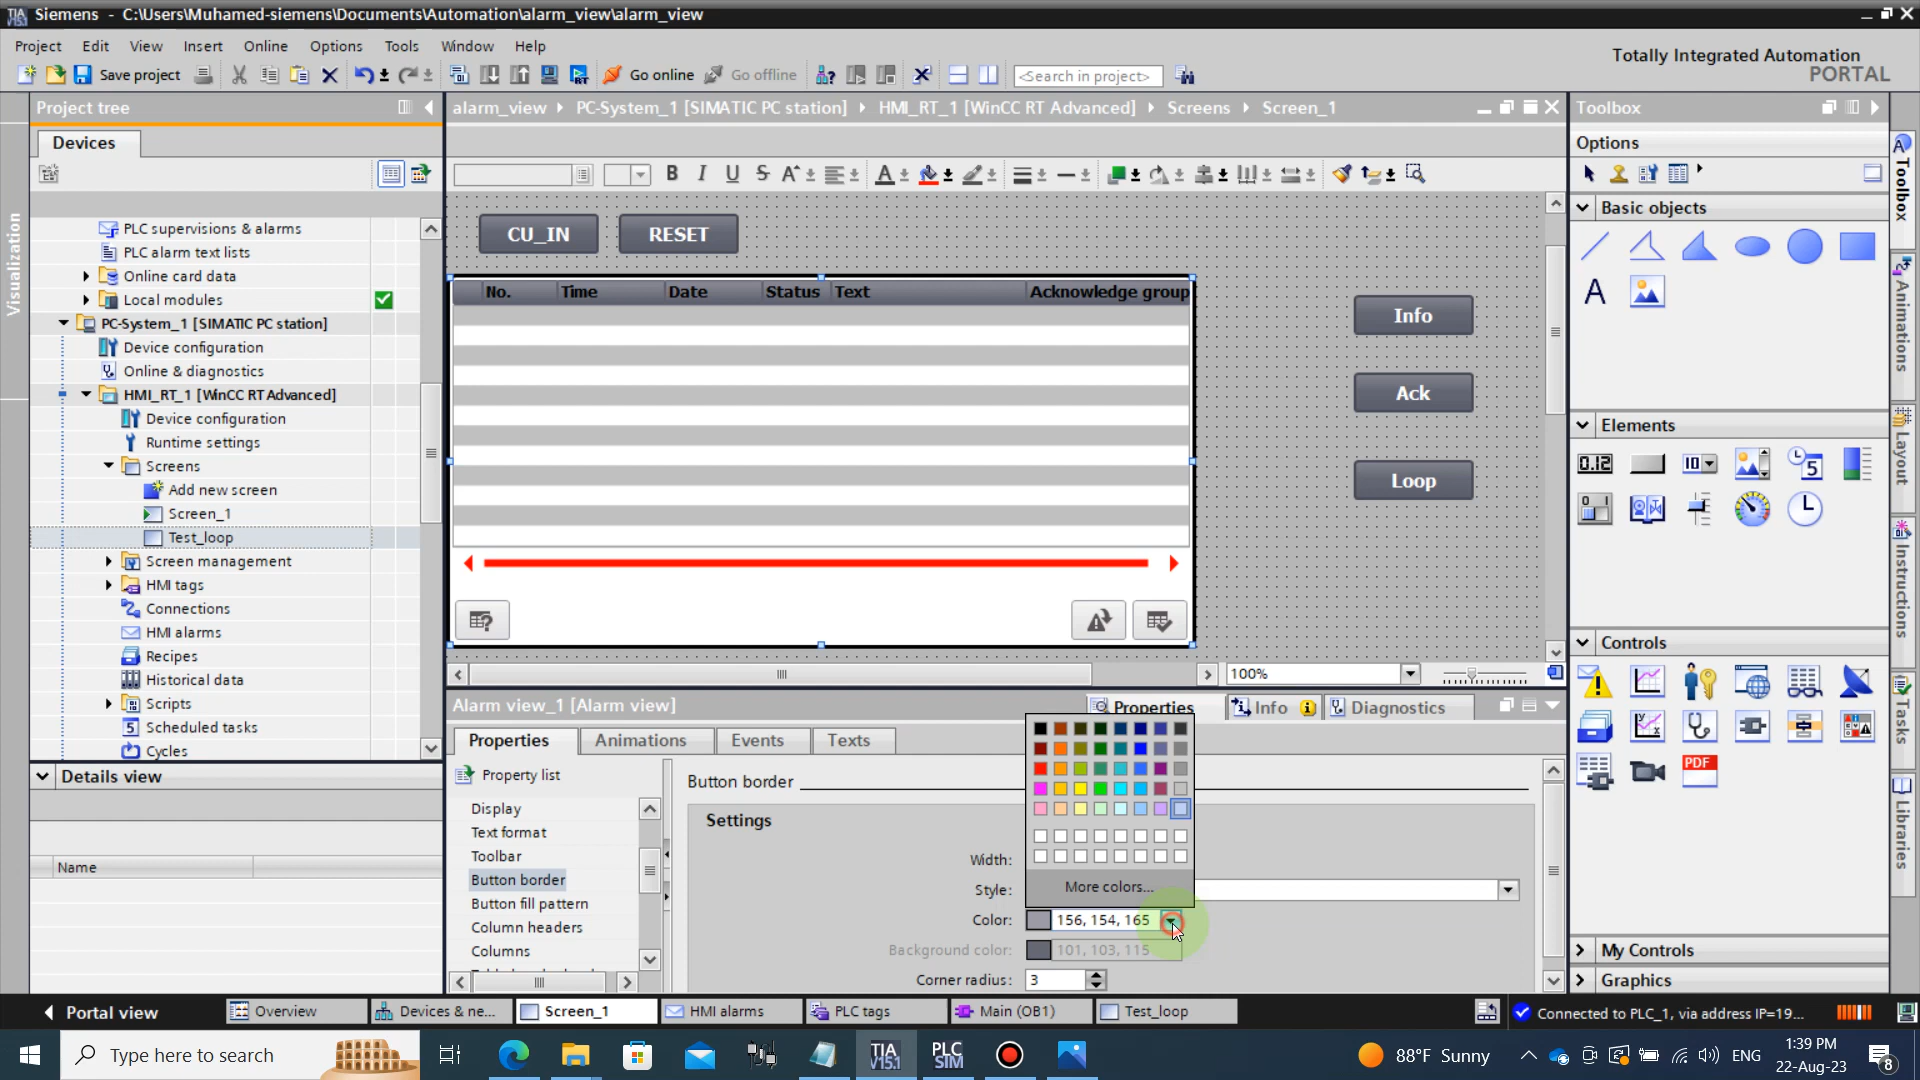 Siemens - C:\Users\Muhamed-siemens\Documents\Automation\alarm_view\alarm_view
Project Edit View Insert Online Options Tools Window Help
Totally Integrated Automation
PORTAL
Save project
Go online
Go offline
<Search in project>
Project tree
alarm_view PC-System_1 [SIMATIC PC station] HMI_RT_1 [WinCC RT Advanced] Screens Screen_1
Toolbox
Devices
Options
Visualization
PLC supervisions & alarms
PLC alarm text lists
Online card data
Local modules
PC-System_1 [SIMATIC PC station]
Device configuration
Online & diagnostics
HMI_RT_1 [WinCC RT Advanced]
Device configuration
Runtime settings
Screens
Add new screen
Screen_1
Test_loop
Screen management
HMI tags
Connections
HMI alarms
Recipes
Historical data
Scripts
Scheduled tasks
Cycles
Details view
Name
CU_IN
RESET
No. Time Date Status Text Acknowledge group
Info
Ack
Loop
100%
Basic objects
Elements
Controls
My Controls
Graphics
Toolbox
Animations
Layout
Instructions
Tasks
Libraries
Alarm view_1 [Alarm view]
Properties
Info
Diagnostics
Properties Animations Events Texts
Property list
Display
Text format
Toolbar
Button border
Button fill pattern
Column headers
Columns
Button border
Settings
Width:
Style:
Color: 156, 154, 165
Background color: 101, 103, 115
Corner radius: 3
More colors...
Portal view
Overview
Devices & ne...
Screen_1
HMI alarms
PLC tags
Main (OB1)
Test_loop
Connected to PLC_1, via address IP=19...
Type here to search
TIA
V15.1
PLC
SIM
88°F Sunny
ENG
1:39 PM
22-Aug-23
8